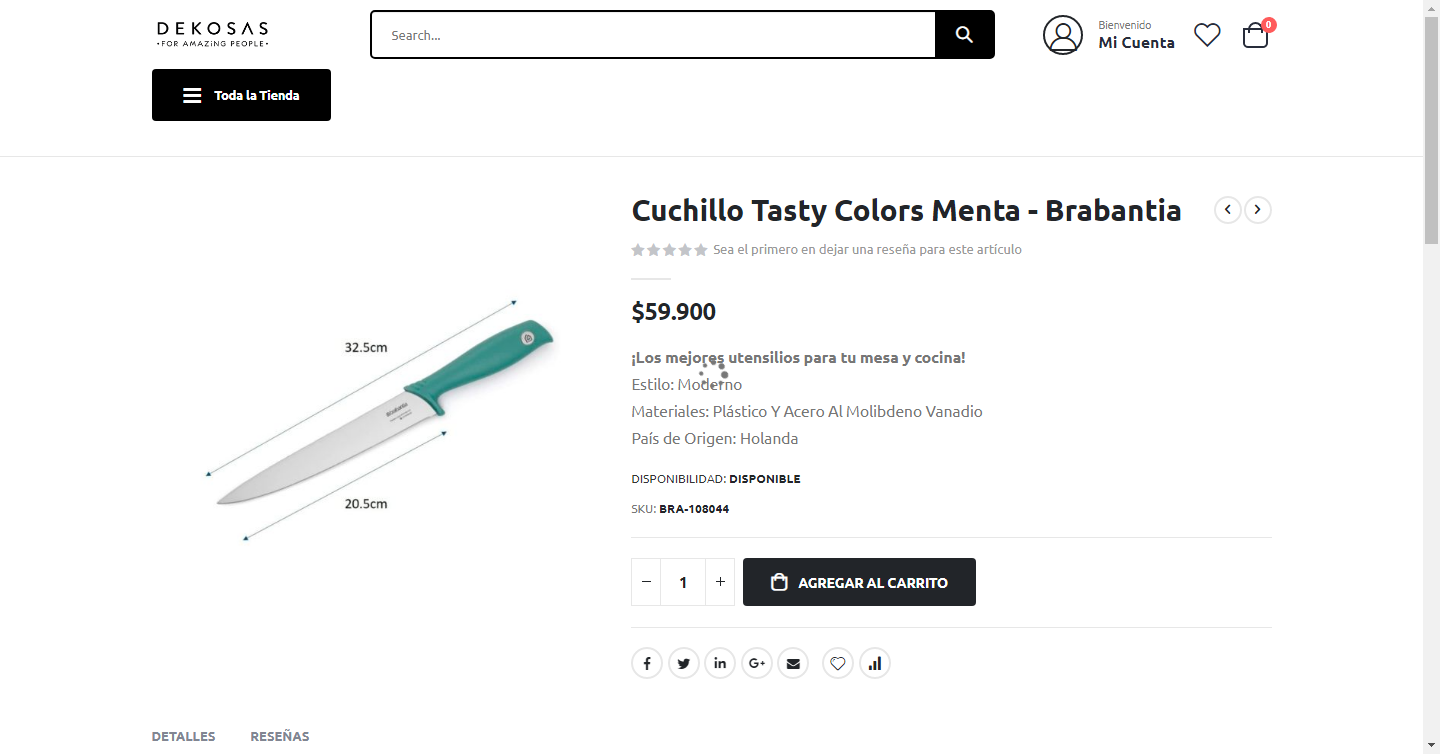 DEKOSAS
•FOR AMAZiNG PEOPLE•
Search...
Bienvenido
Mi Cuenta
0
Toda la Tienda
Cuchillo Tasty Colors Menta - Brabantia
Sea el primero en dejar una reseña para este artículo
$59.900
¡Los mejores utensilios para tu mesa y cocina!
Estilo: Moderno
Materiales: Plástico Y Acero Al Molibdeno Vanadio
País de Origen: Holanda
DISPONIBILIDAD: DISPONIBLE
SKU: BRA-108044
32.5cm
brabantia
20.5cm
− 1 +
AGREGAR AL CARRITO
DETALLES
RESEÑAS